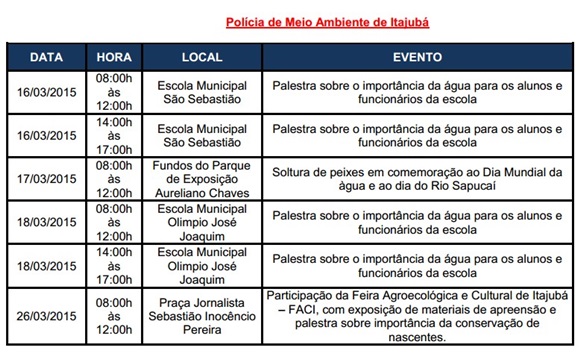 Polícia de Meio Ambiente de Itajubá
DATA HORA LOCAL EVENTO
16/03/2015
08:00h
às
12:00h
Escola Municipal
São Sebastião
Palestra sobre o importância da água para os alunos e
funcionários da escola
16/03/2015
14:00h
às
17:00h
Escola Municipal
São Sebastião
Palestra sobre o importância da água para os alunos e
funcionários da escola
17/03/2015
08:00h
às
12:00h
Fundos do Parque
de Exposição
Aureliano Chaves
Soltura de peixes em comemoração ao Dia Mundial da
água e ao dia do Rio Sapucaí
18/03/2015
08:00h
às
12:00h
Escola Municipal
Olimpio José
Joaquim
Palestra sobre o importância da água para os alunos e
funcionários da escola
18/03/2015
14:00h
às
17:00h
Escola Municipal
Olimpio José
Joaquim
Palestra sobre o importância da água para os alunos e
funcionários da escola
26/03/2015
08:00h
às
12:00h
Praça Jornalista
Sebastião Inocêncio
Pereira
Participação da Feira Agroecológica e Cultural de Itajubá
– FACI, com exposição de materiais de apreensão e
palestra sobre importância da conservação de
nascentes.